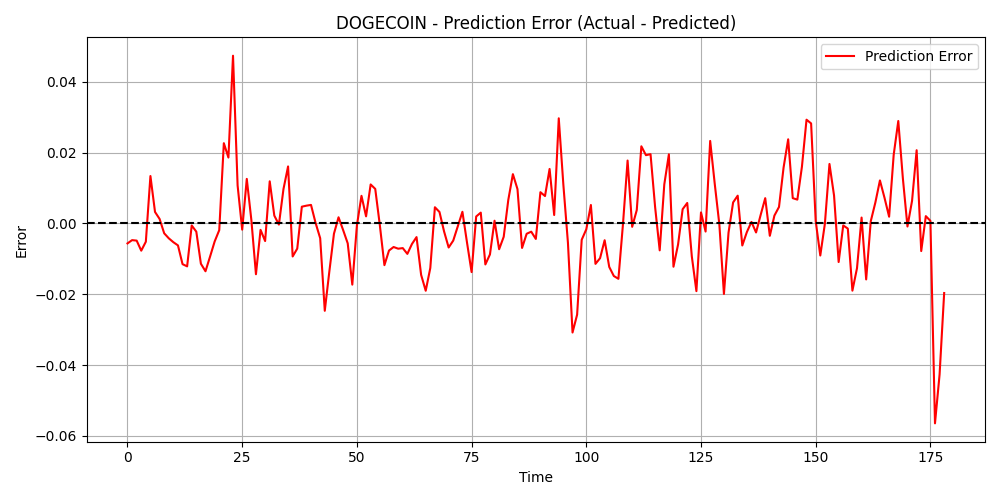 DOGECOIN - Prediction Error (Actual - Predicted)
Prediction Error
Error
0.04
0.02
0.00
−0.02
−0.04
−0.06
0 25 50 75 100 125 150 175
Time